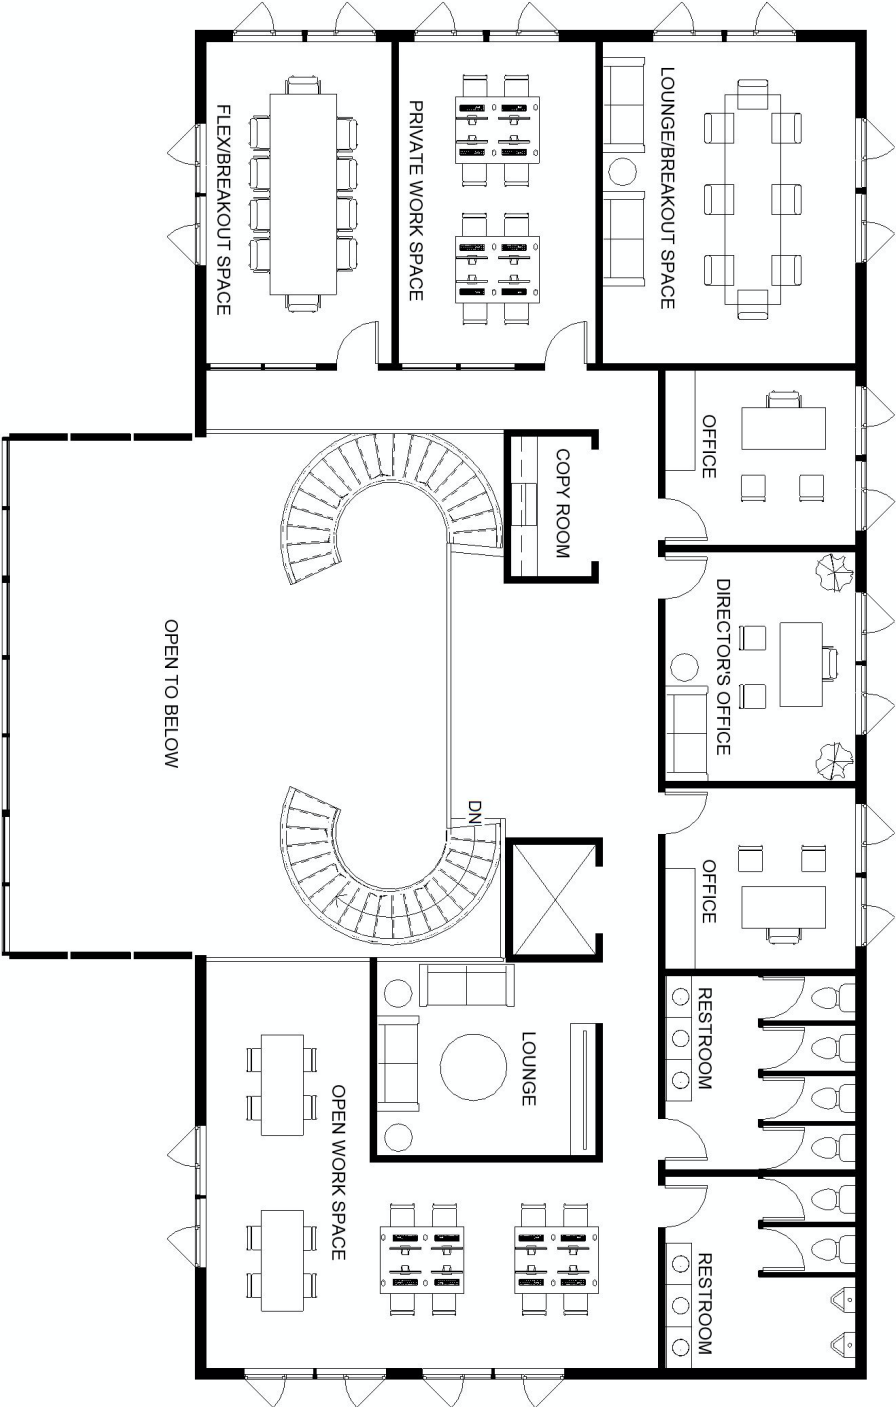 FLEX/BREAKOUT SPACE
PRIVATE WORK SPACE
LOUNGE/BREAKOUT SPACE
OFFICE
COPY ROOM
DIRECTOR'S OFFICE
OPEN TO BELOW
DN
OFFICE
LOUNGE
RESTROOM
OPEN WORK SPACE
RESTROOM